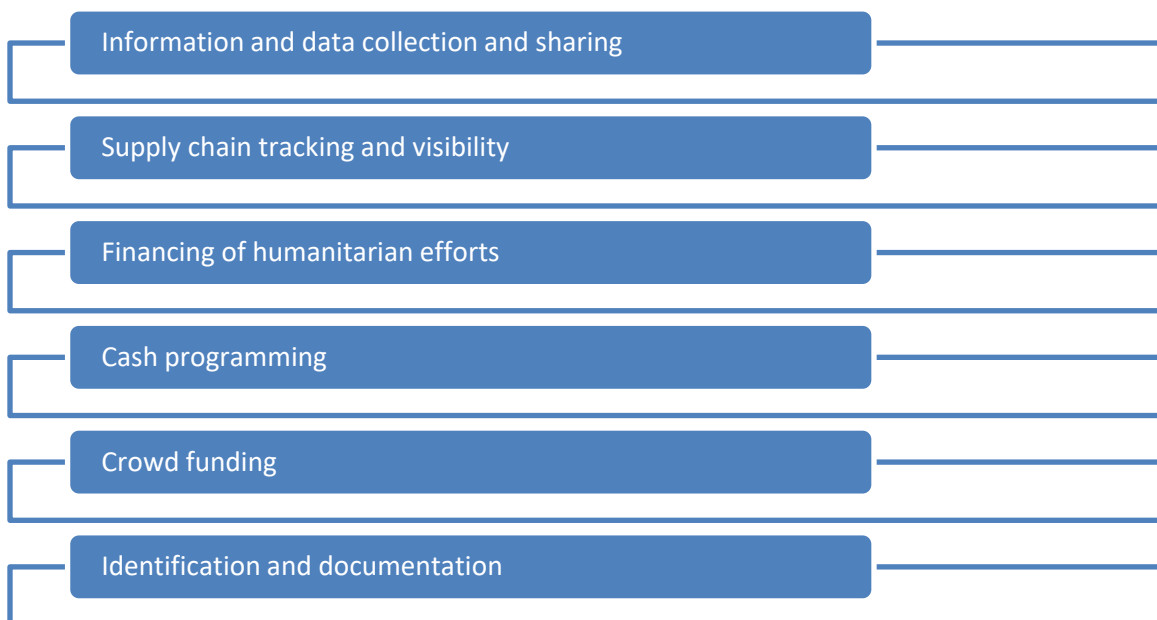 Information and data collection and sharing
Supply chain tracking and visibility
Financing of humanitarian efforts
Cash programming
Crowd funding
Identification and documentation